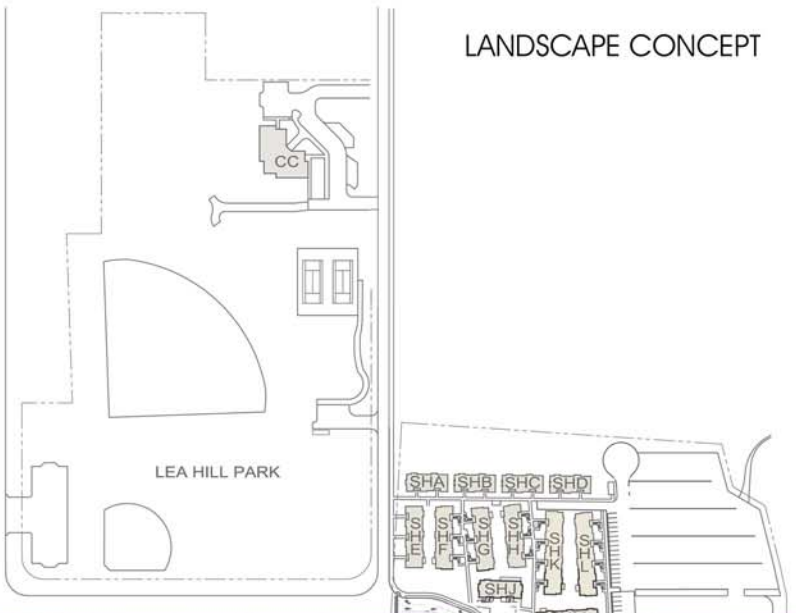 LANDSCAPE CONCEPT
CC
LEA HILL PARK
SHA SHB SHC SHD
SHE SHF SHG SHH SHK SHL
SHJ